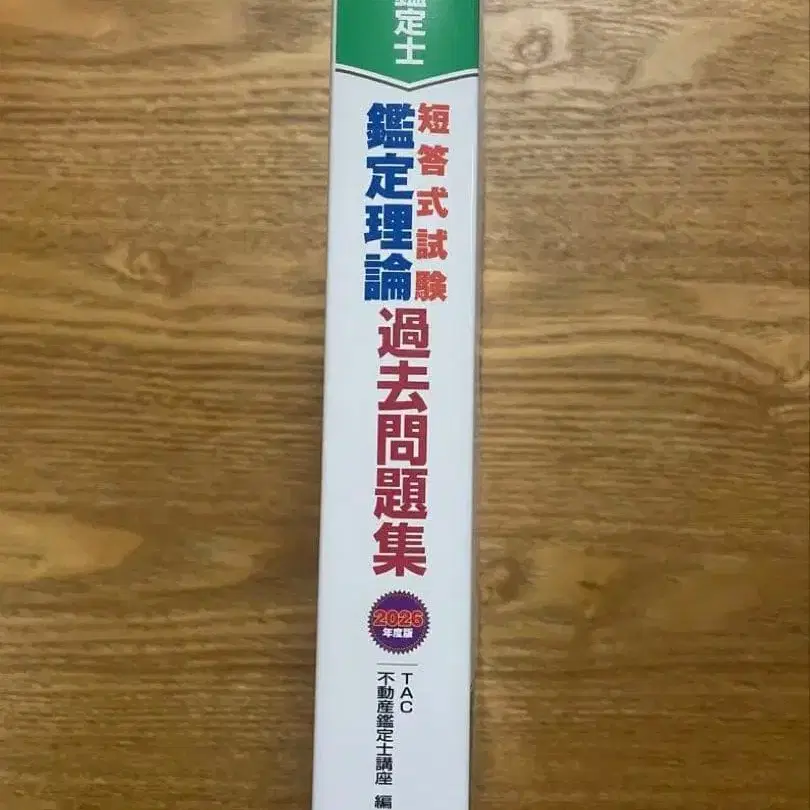 鑑定士
短答式試験
鑑定理論
過去問題集
2026
年度版
TAC
不動産鑑定士講座 編